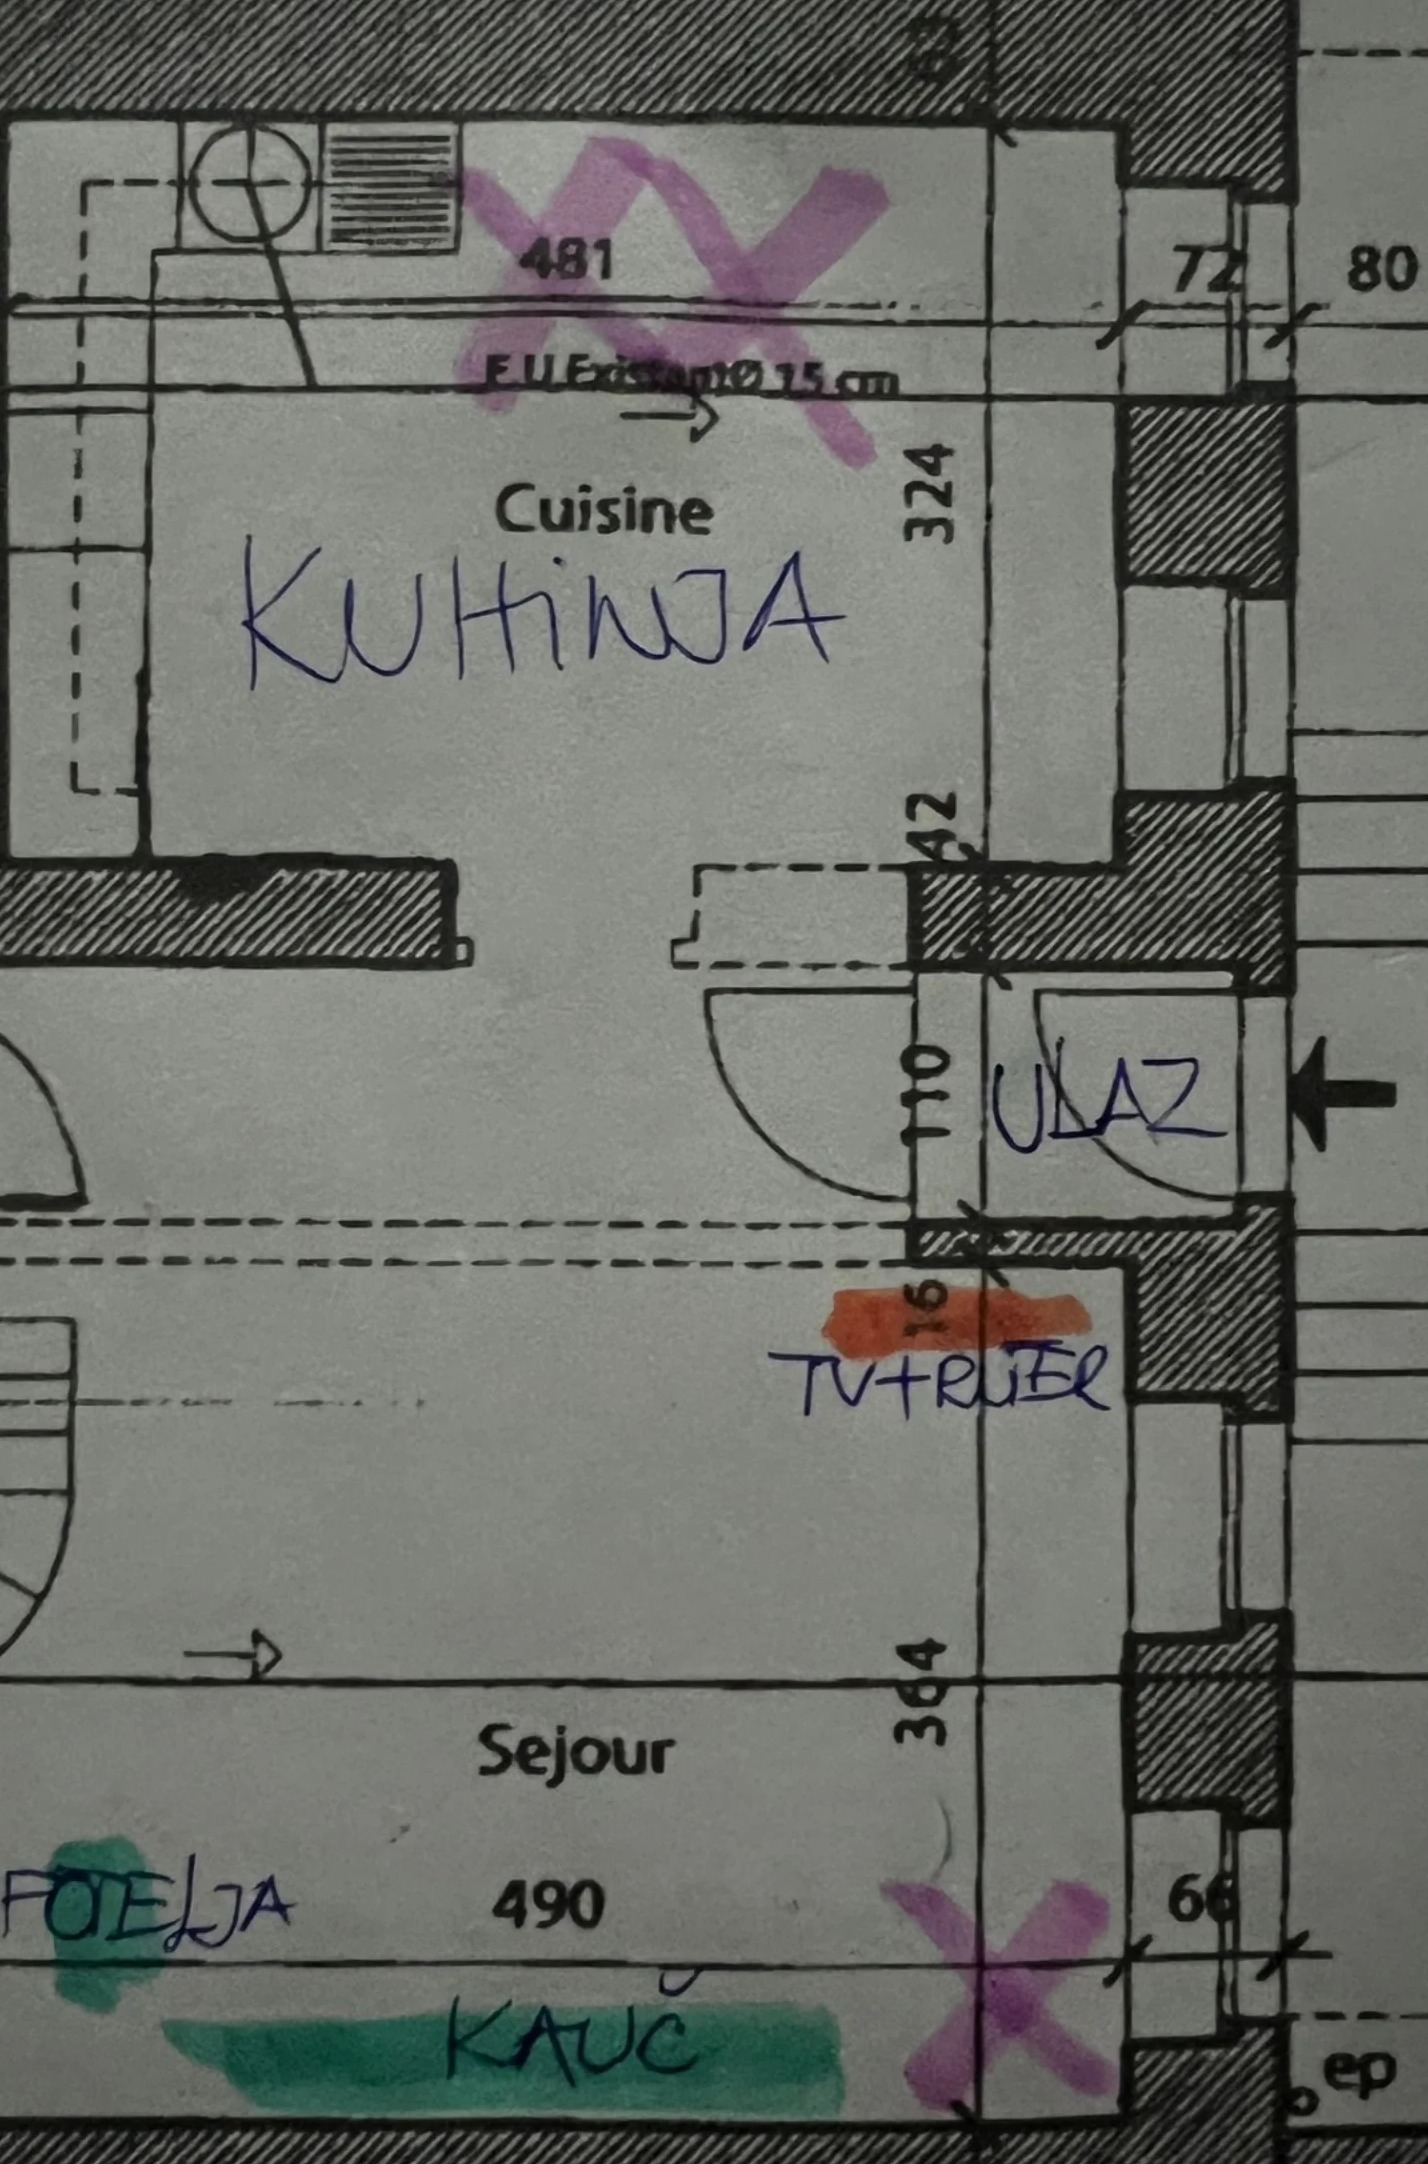 63
481
72
80
E.U.Existant Ø 15 cm
324
Cuisine
KUHiNJA
42
110
ULAZ
16
TV+RUTER
364
Sejour
FOTELJA
490
66
KAUČ
ep